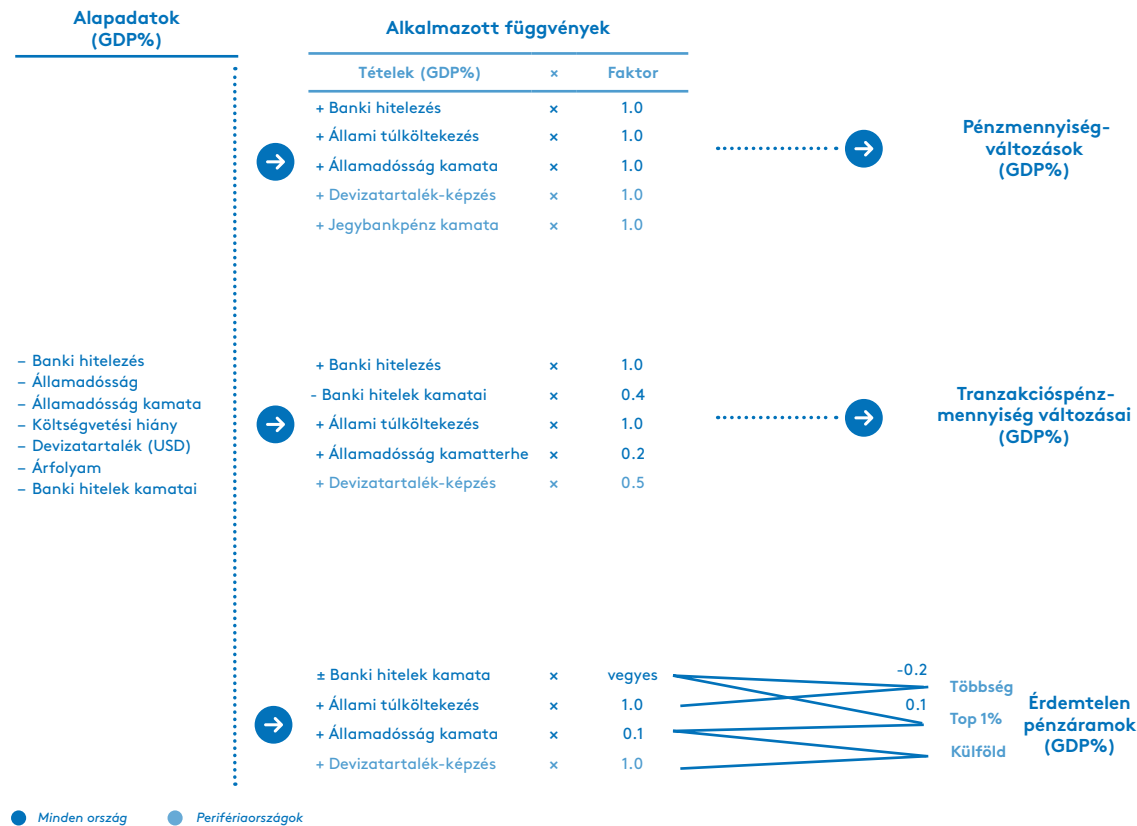 Alapadatok
(GDP%)
Alkalmazott függvények
Tételek (GDP%) × Faktor
+ Banki hitelezés × 1.0
+ Állami túlköltekezés × 1.0
+ Államadósság kamata × 1.0
+ Devizatartalék-képzés × 1.0
+ Jegybankpénz kamata × 1.0
Pénzmennyiség-
változások
(GDP%)
– Banki hitelezés
– Államadósság
– Államadósság kamata
– Költségvetési hiány
– Devizatartalék (USD)
– Árfolyam
– Banki hitelek kamatai
+ Banki hitelezés × 1.0
- Banki hitelek kamatai × 0.4
+ Állami túlköltekezés × 1.0
+ Államadósság kamatterhe × 0.2
+ Devizatartalék-képzés × 0.5
Tranzakcióspénz-
mennyiség változásai
(GDP%)
± Banki hitelek kamata × vegyes
+ Állami túlköltekezés × 1.0
+ Államadósság kamata × 0.1
+ Devizatartalék-képzés × 1.0
-0.2
Többség
0.1
Top 1%
Külföld
Érdemtelen
pénzáramok
(GDP%)
Minden ország
Perifériaországok